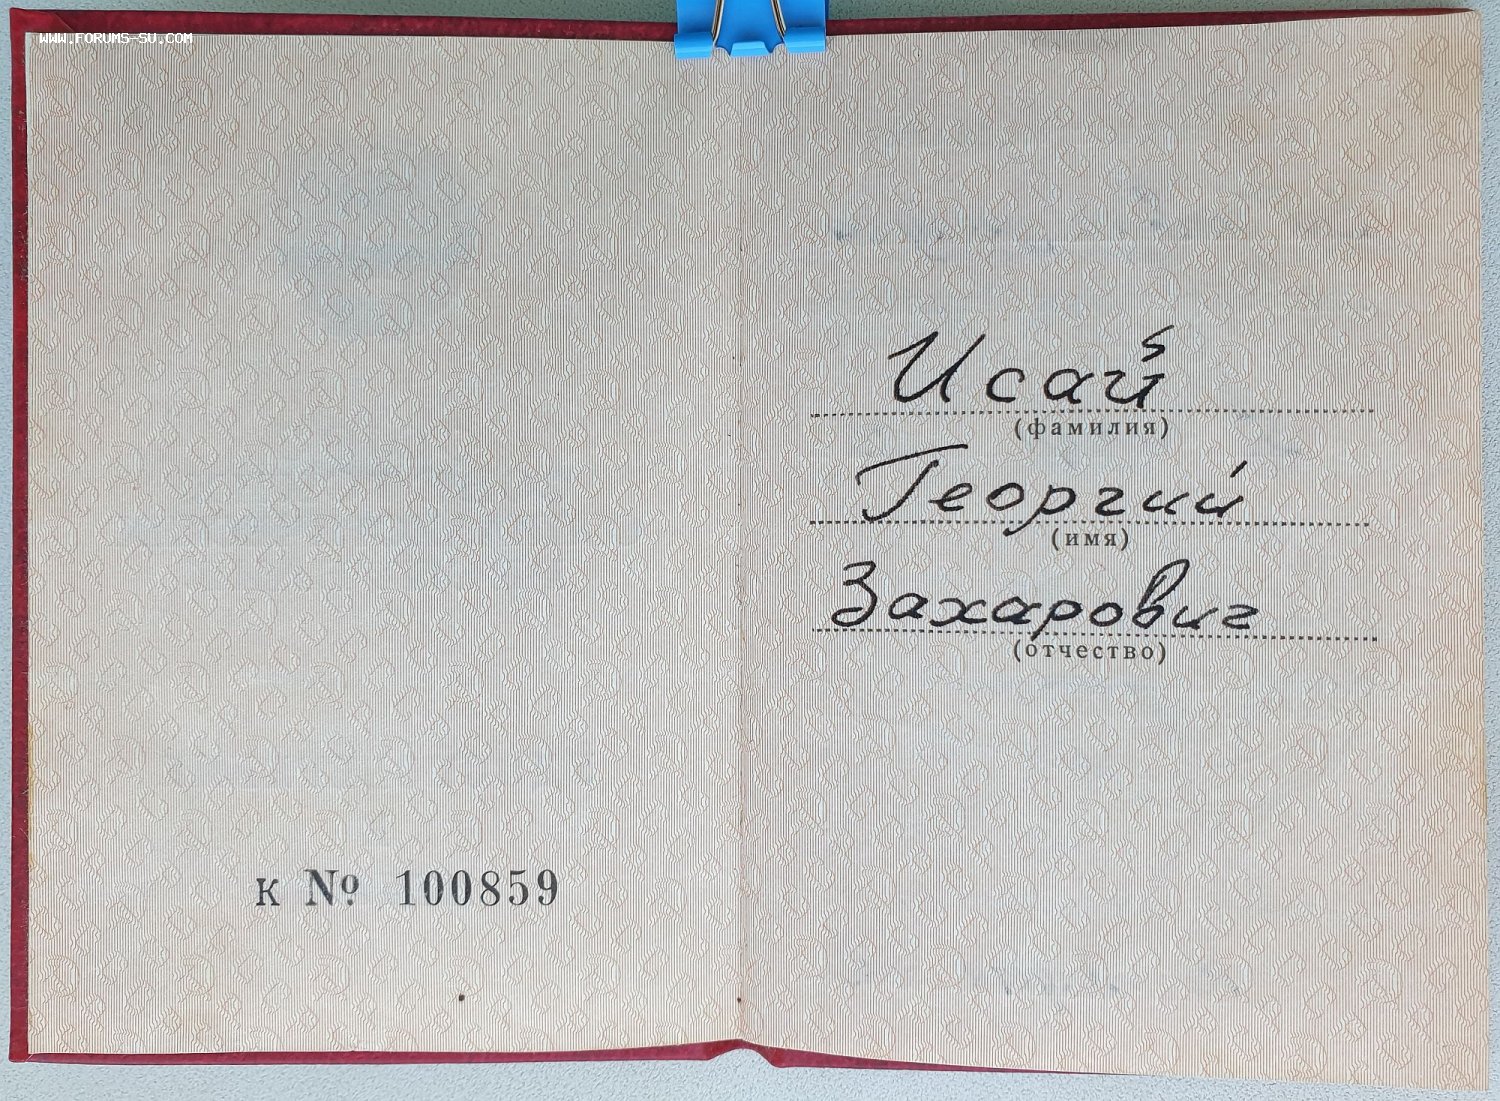 WWW.FORUMS-SU.COM
К № 100859
Исай
(фамилия)
Георгий
(имя)
Захарович
(отчество)